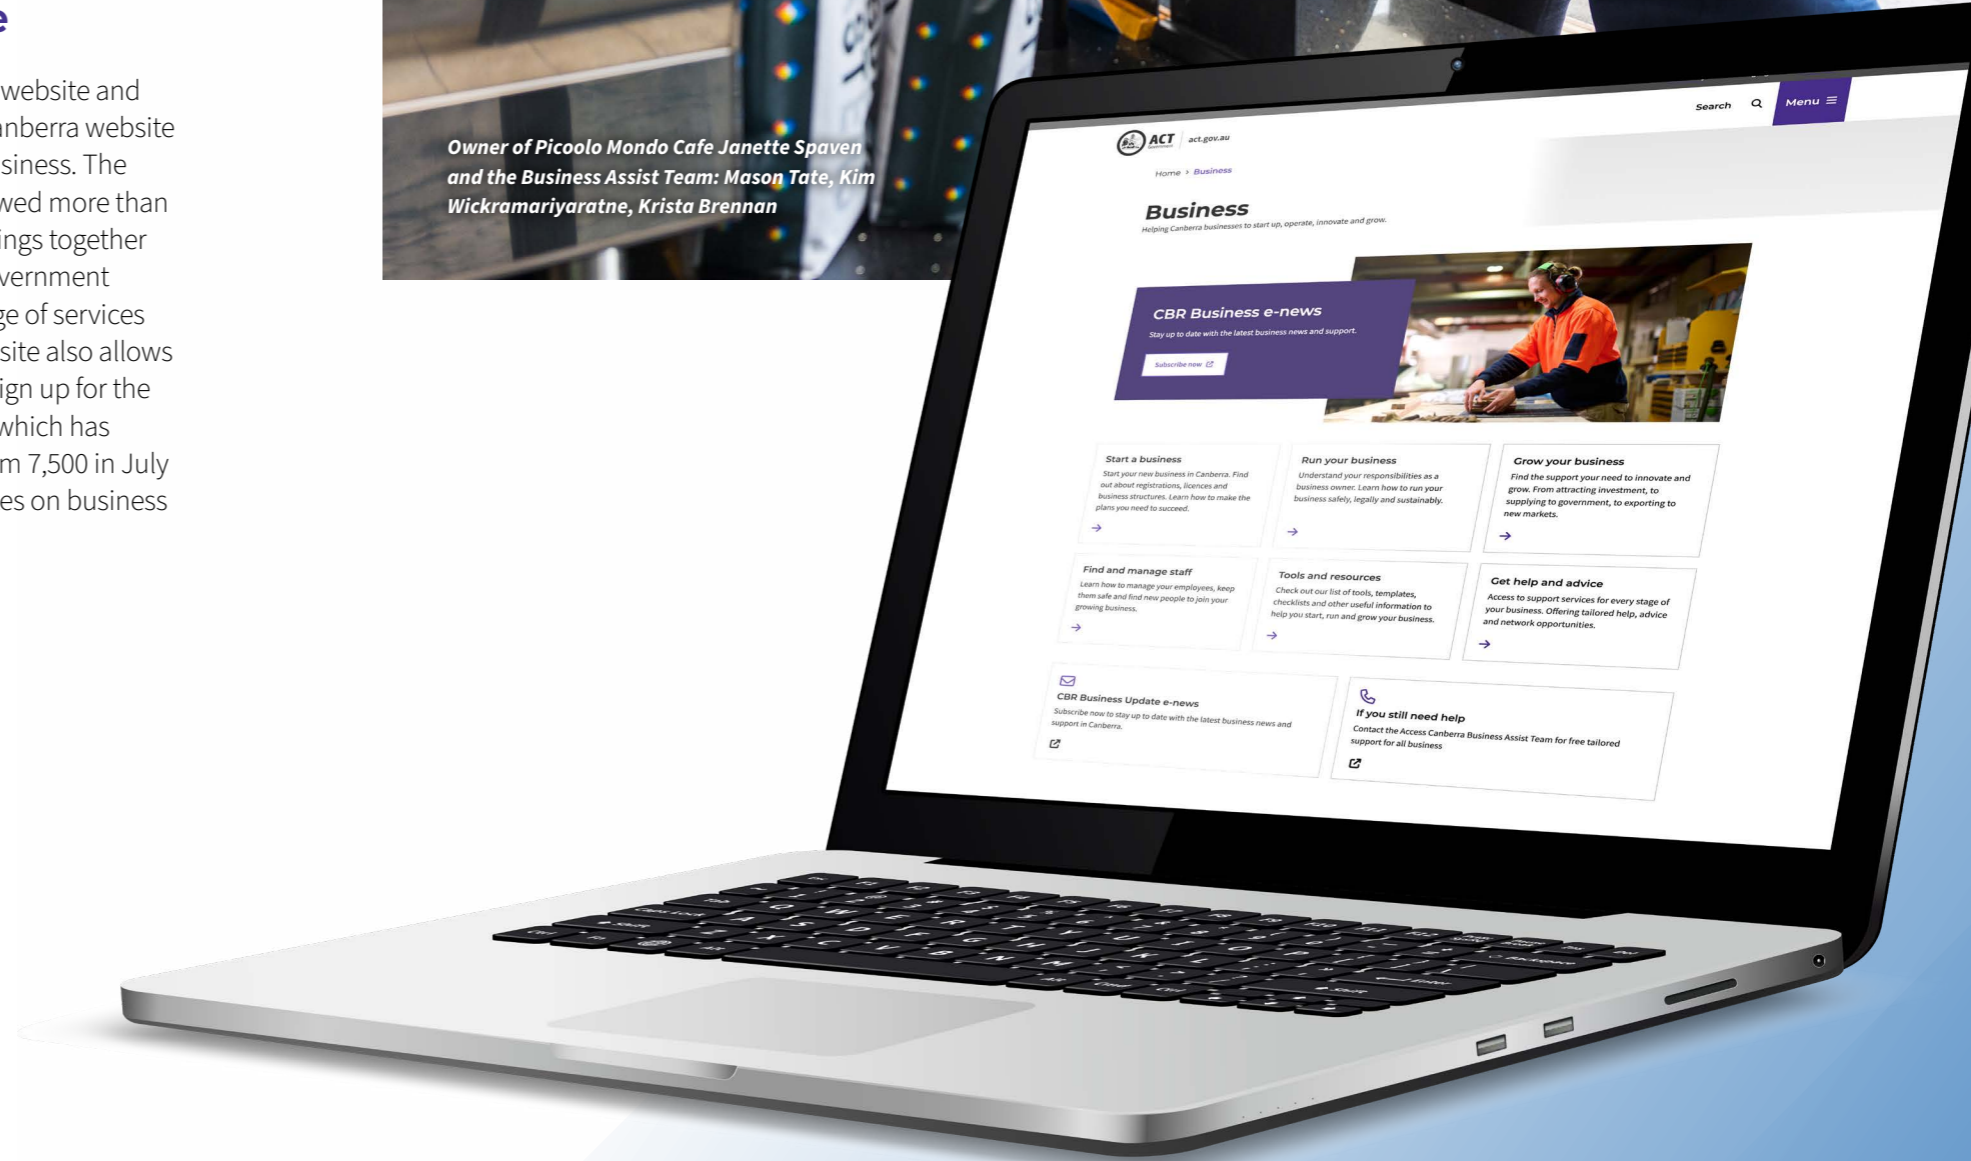 e
website and
anberra website
siness. The
wed more than
ings together
vernment
ge of services
site also allows
ign up for the
which has
m 7,500 in July
es on business
Owner of Picoolo Mondo Cafe Janette Spaven
and the Business Assist Team: Mason Tate, Kim
Wickramariyaratne, Krista Brennan
Search
Menu
ACT
Government
act.gov.au
Home > Business
Business
Helping Canberra businesses to start up, operate, innovate and grow.
CBR Business e-news
Stay up to date with the latest business news and support.
Subscribe now
Start a business
Start your new business in Canberra. Find
out about registrations, licences and
business structures. Learn how to make the
plans you need to succeed.
Run your business
Understand your responsibilities as a
business owner. Learn how to run your
business safely, legally and sustainably.
Grow your business
Find the support your need to innovate and
grow. From attracting investment, to
supplying to government, to exporting to
new markets.
Find and manage staff
Learn how to manage your employees, keep
them safe and find new people to join your
growing business.
Tools and resources
Check out our list of tools, templates,
checklists and other useful information to
help you start, run and grow your business.
Get help and advice
Access to support services for every stage of
your business. Offering tailored help, advice
and network opportunities.
CBR Business Update e-news
Subscribe now to stay up to date with the latest business news and
support in Canberra.
If you still need help
Contact the Access Canberra Business Assist Team for free tailored
support for all business